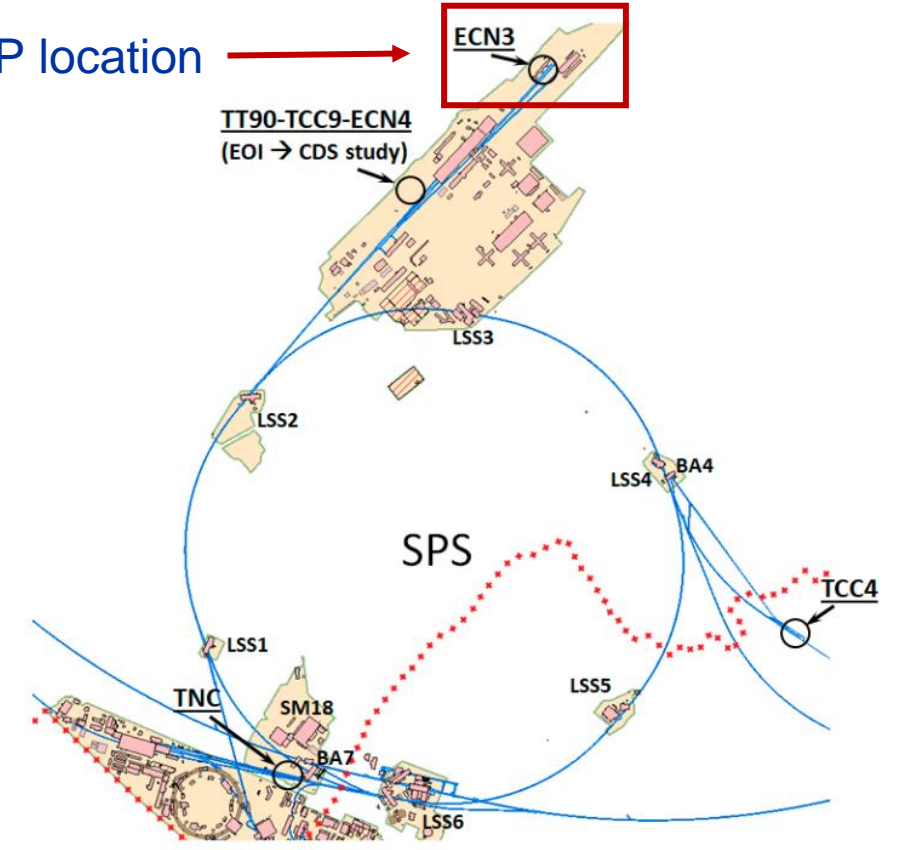 P location
ECN3
TT90-TCC9-ECN4
(EOI → CDS study)
LSS3
LSS2
BA4
LSS4
SPS
TCC4
LSS1
LSS5
TNC
SM18
BA7
LSS6